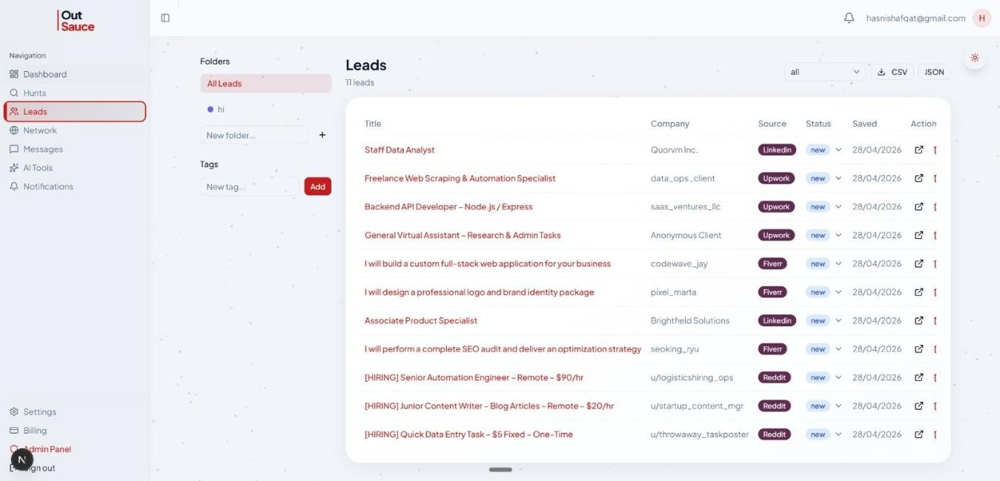 Out
Sauce
hasnishafqat@gmail.com H
Navigation
Dashboard
Hunts
Leads
Network
Messages
AI Tools
Notifications
Settings
Billing
Admin Panel
N
Sign out
Folders
All Leads
hi
New folder... +
Tags
New tag... Add
Leads
11 leads
all CSV JSON
Title Company Source Status Saved Action
Staff Data Analyst Quorvm Inc. Linkedin new 28/04/2026
Freelance Web Scraping & Automation Specialist data_ops_client Upwork new 28/04/2026
Backend API Developer – Node.js / Express saas_ventures_llc Upwork new 28/04/2026
General Virtual Assistant – Research & Admin Tasks Anonymous Client Upwork new 28/04/2026
I will build a custom full-stack web application for your business codewave_jay Fiverr new 28/04/2026
I will design a professional logo and brand identity package pixel_marta Fiverr new 28/04/2026
Associate Product Specialist Brightfield Solutions Linkedin new 28/04/2026
I will perform a complete SEO audit and deliver an optimization strategy seoking_ryu Fiverr new 28/04/2026
[HIRING] Senior Automation Engineer – Remote – $90/hr u/logisticshiring_ops Reddit new 28/04/2026
[HIRING] Junior Content Writer – Blog Articles – Remote – $20/hr u/startup_content_mgr Reddit new 28/04/2026
[HIRING] Quick Data Entry Task – $5 Fixed – One-Time u/throwaway_taskposter Reddit new 28/04/2026